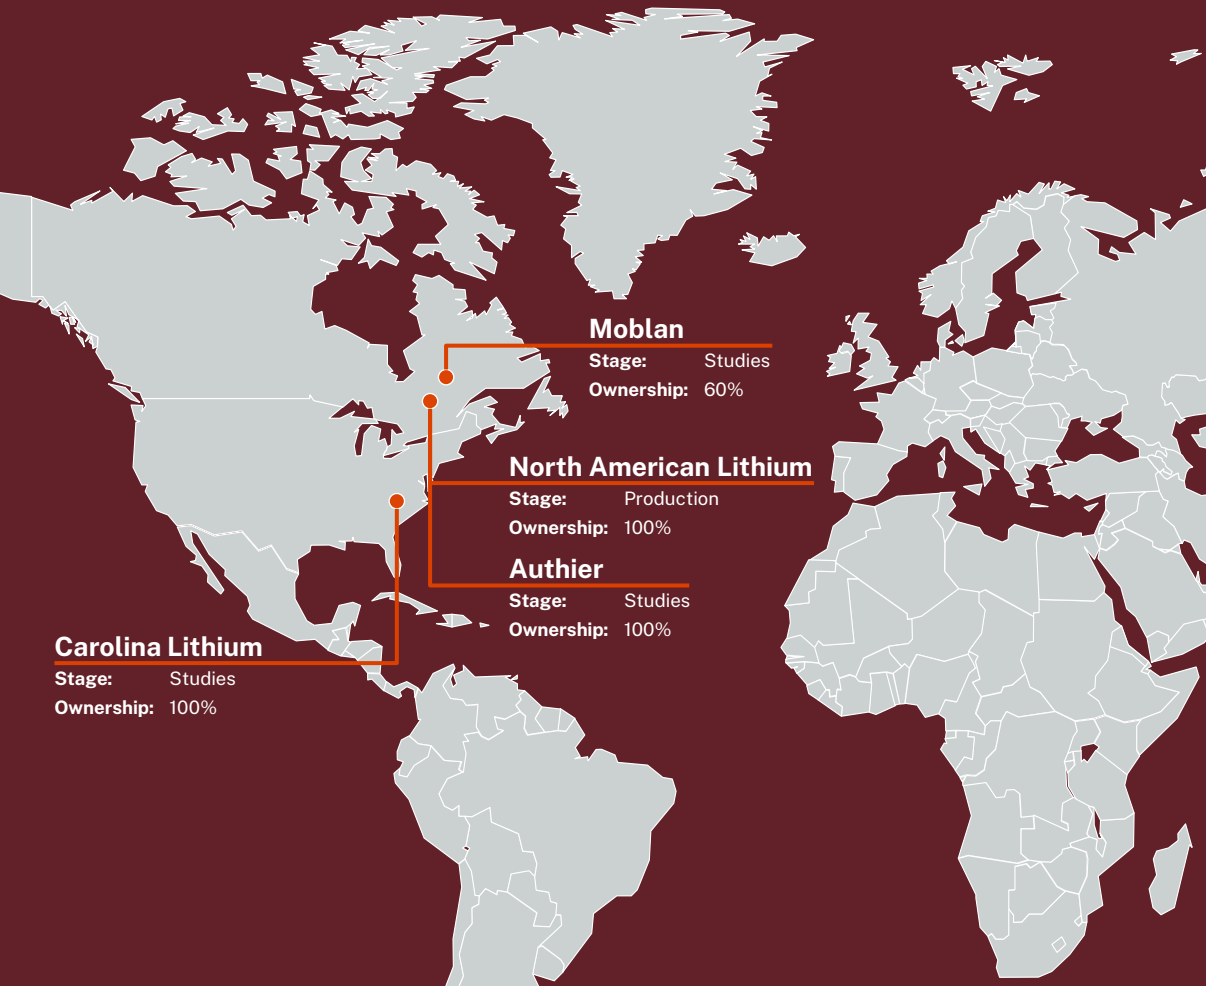 Moblan
Stage: Studies
Ownership: 60%
North American Lithium
Stage: Production
Ownership: 100%
Authier
Stage: Studies
Ownership: 100%
Carolina Lithium
Stage: Studies
Ownership: 100%